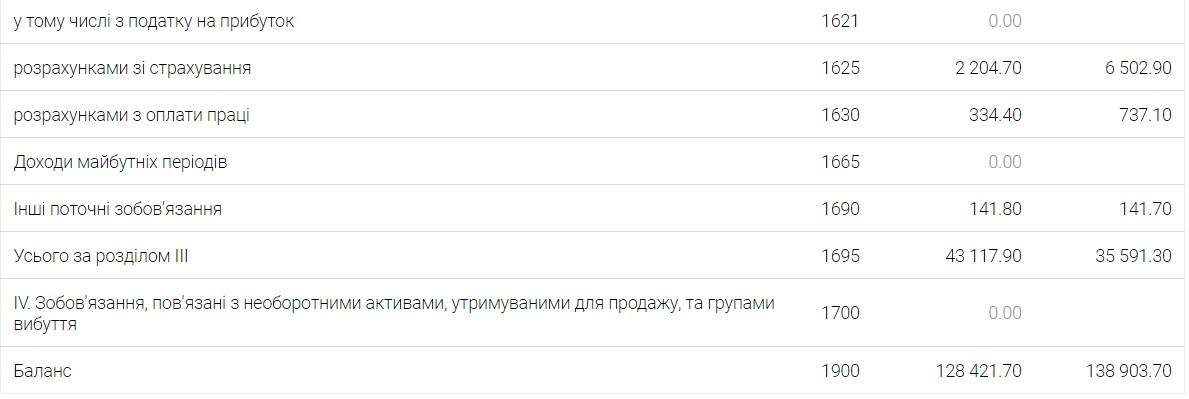 у тому числі з податку на прибуток 1621 0.00
розрахунками зі страхування 1625 2 204.70 6 502.90
розрахунками з оплати праці 1630 334.40 737.10
Доходи майбутніх періодів 1665 0.00
Інші поточні зобов'язання 1690 141.80 141.70
Усього за розділом III 1695 43 117.90 35 591.30
IV. Зобов'язання, пов'язані з необоротними активами, утримуваними для продажу, та групами
вибуття 1700 0.00
Баланс 1900 128 421.70 138 903.70